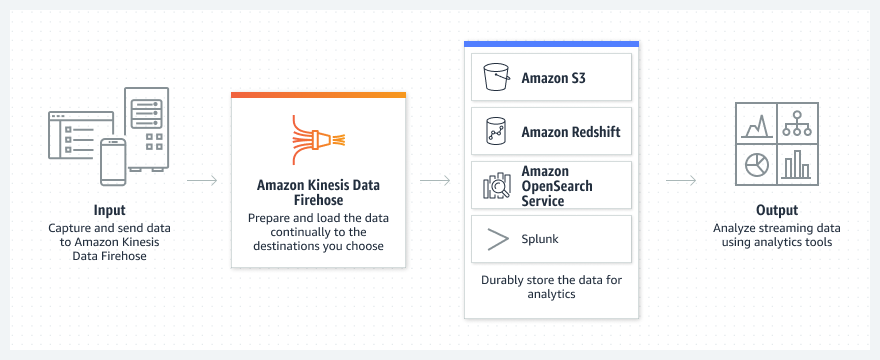 Input
Capture and send data
to Amazon Kinesis
Data Firehose
Amazon Kinesis Data
Firehose
Prepare and load the data
continually to the
destinations you choose
Amazon S3
Amazon Redshift
Amazon
OpenSearch
Service
Splunk
Durably store the data for
analytics
Output
Analyze streaming data
using analytics tools